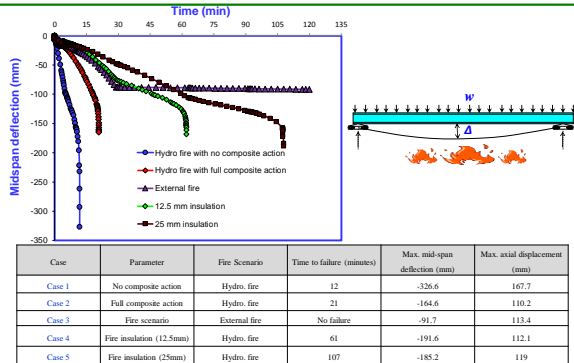 Time (min)
0 15 30 45 60 75 90 105 120 135
0
-50
-100
-150
-200
-250
-300
-350
Midspan deflection (mm)
Hydro fire with no composite action
Hydro fire with full composite action
External fire
12.5 mm insulation
25 mm insulation
w
Δ
Case Parameter Fire Scenario Time to failure (minutes) Max. mid-span deflection (mm) Max. axial displacement (mm)
Case 1 No composite action Hydro. fire 12 -326.6 167.7
Case 2 Full composite action Hydro. fire 21 -164.6 110.2
Case 3 Fire scenario External fire No failure -91.7 113.4
Case 4 Fire insulation (12.5mm) Hydro. fire 61 -191.6 112.1
Case 5 Fire insulation (25mm) Hydro. fire 107 -185.2 119